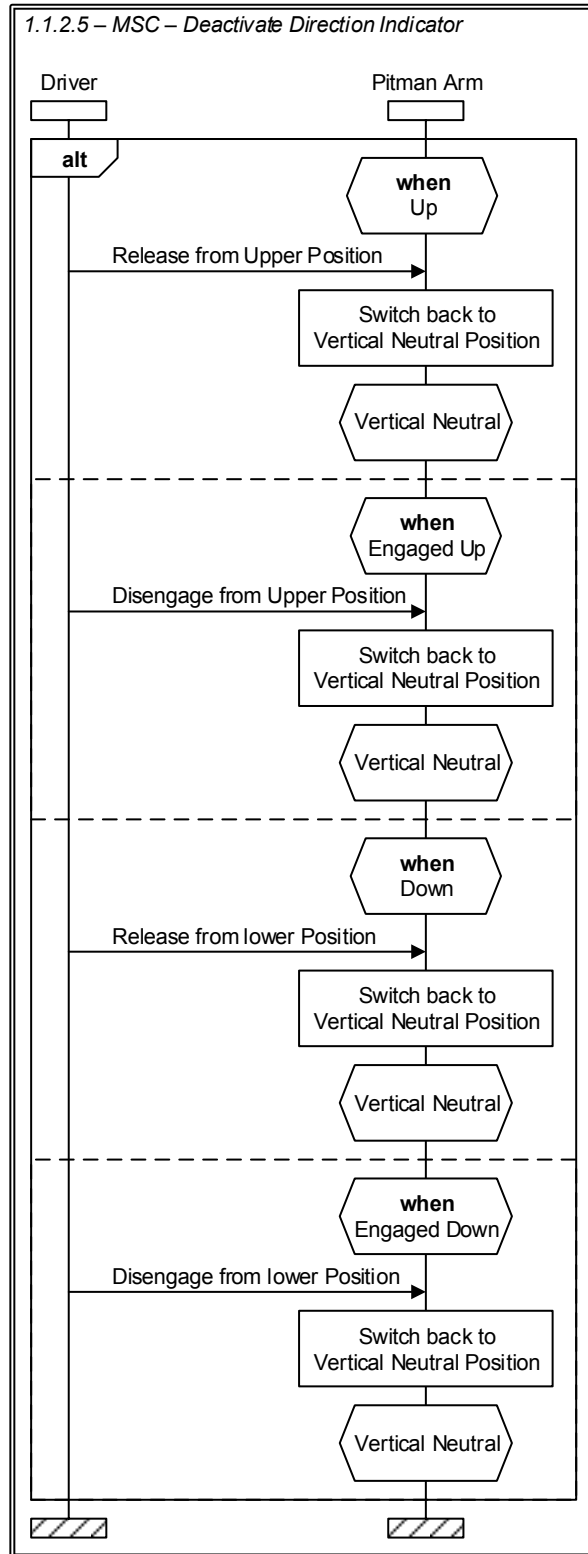 1.1.2.5 – MSC – Deactivate Direction Indicator
Driver
Pitman Arm
alt
when
Up
Release from Upper Position
Switch back to
Vertical Neutral Position
Vertical Neutral
when
Engaged Up
Disengage from Upper Position
Switch back to
Vertical Neutral Position
Vertical Neutral
when
Down
Release from lower Position
Switch back to
Vertical Neutral Position
Vertical Neutral
when
Engaged Down
Disengage from lower Position
Switch back to
Vertical Neutral Position
Vertical Neutral